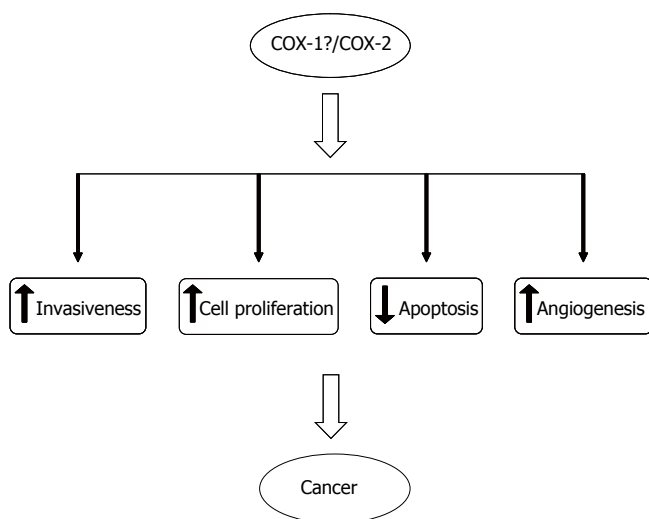 COX-1?/COX-2
Invasiveness
Cell proliferation
Apoptosis
Angiogenesis
Cancer